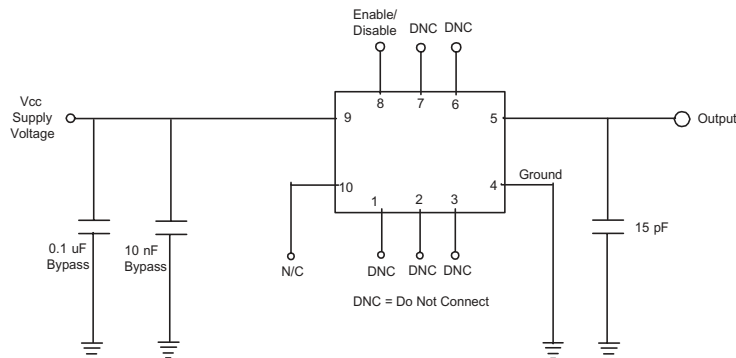 Enable/
Disable
DNC
DNC
8
7
6
Vcc
Supply
Voltage
9
5
Output
10
Ground
4
1
2
3
0.1 uF
Bypass
10 nF
Bypass
15 pF
N/C
DNC
DNC
DNC
DNC = Do Not Connect